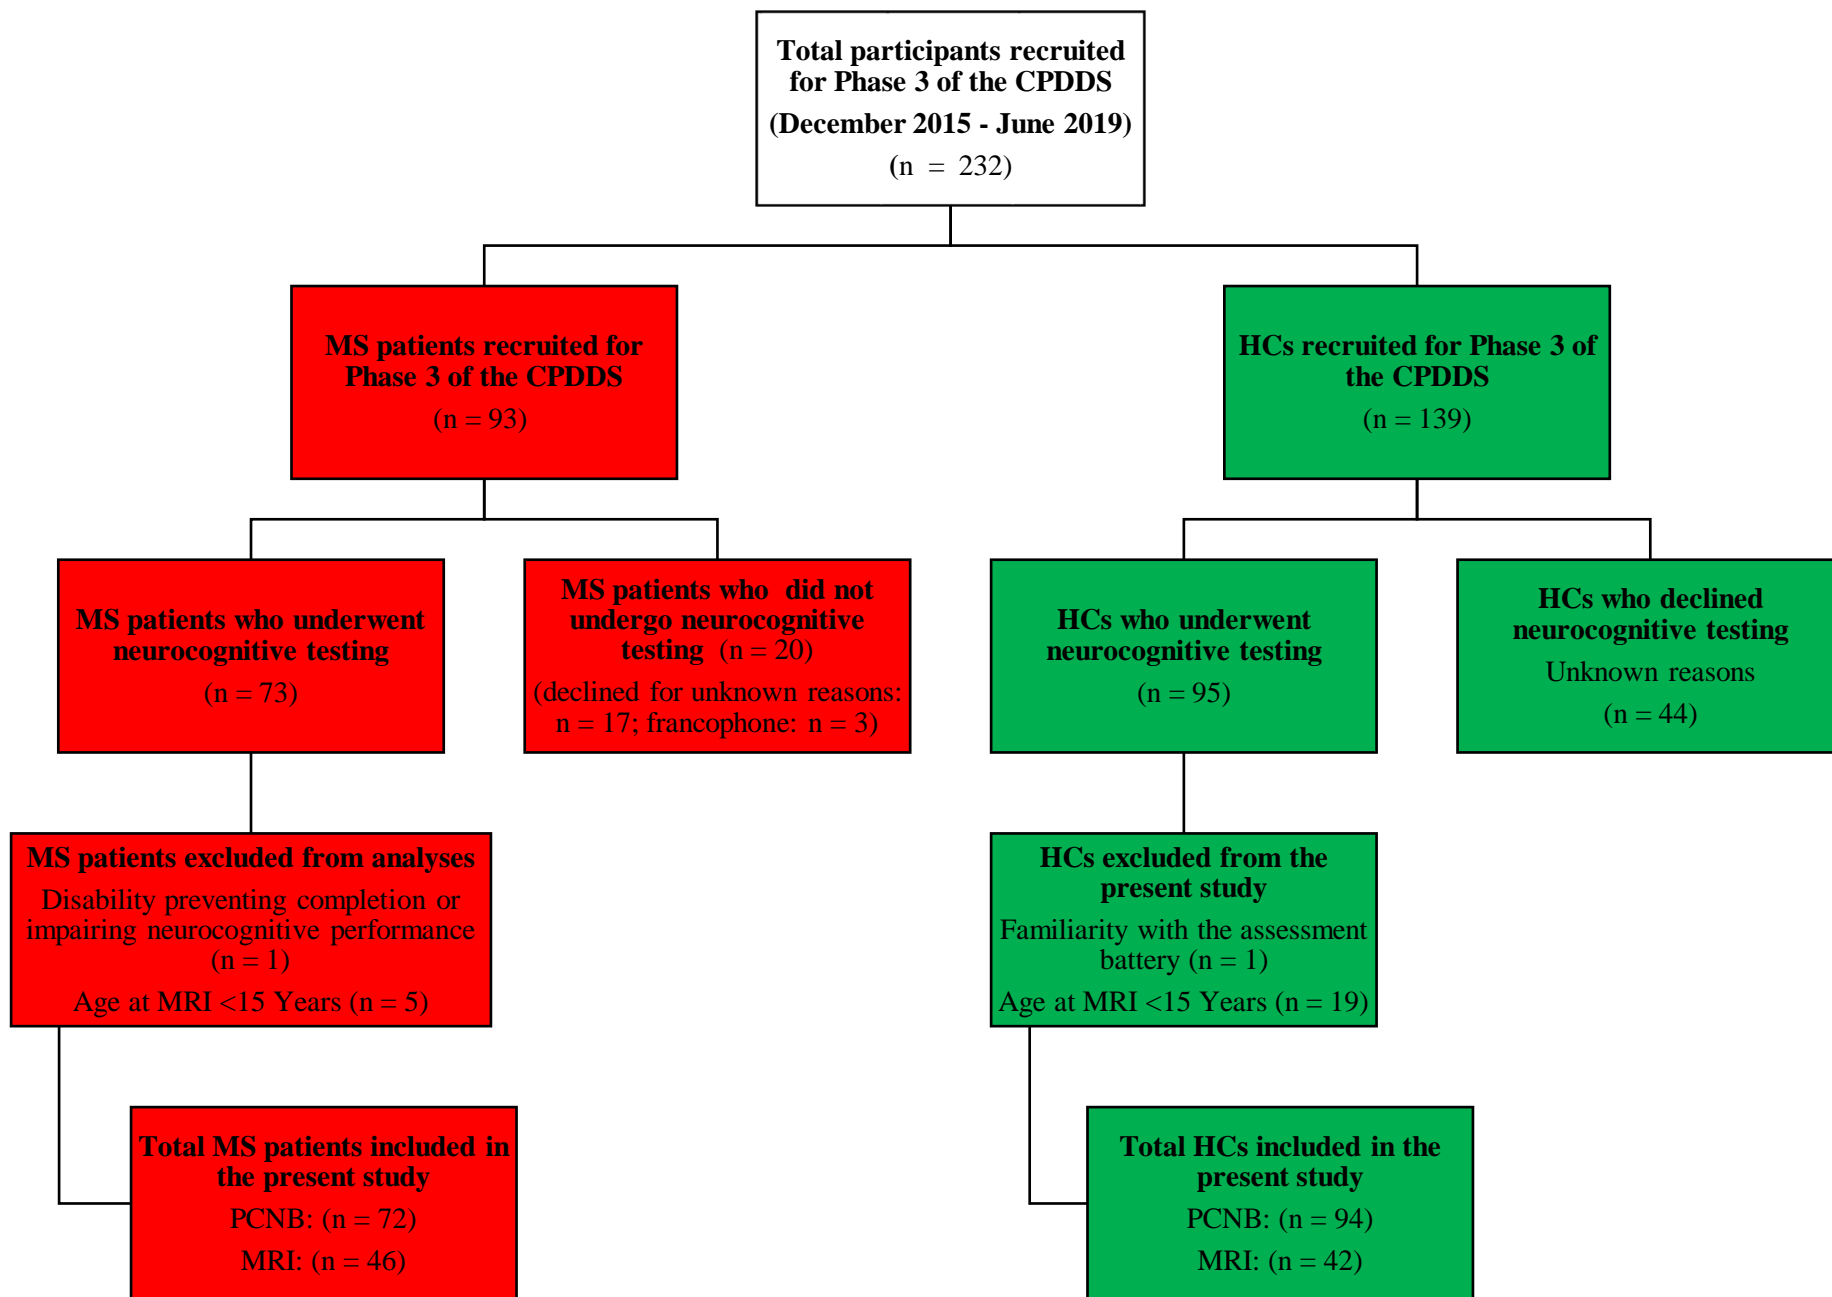 Total participants recruited
for Phase 3 of the CPDDS
(December 2015 - June 2019)
(n = 232)
MS patients recruited for
Phase 3 of the CPDDS
(n = 93)
HCs recruited for Phase 3 of
the CPDDS
(n = 139)
MS patients who underwent
neurocognitive testing
(n = 73)
MS patients who did not
undergo neurocognitive
testing (n = 20)
(declined for unknown reasons:
n = 17; francophone: n = 3)
HCs who underwent
neurocognitive testing
(n = 95)
HCs who declined
neurocognitive testing
Unknown reasons
(n = 44)
MS patients excluded from analyses
Disability preventing completion or
impairing neurocognitive performance
(n = 1)
Age at MRI <15 Years (n = 5)
HCs excluded from the
present study
Familiarity with the assessment
battery (n = 1)
Age at MRI <15 Years (n = 19)
Total MS patients included in
the present study
PCNB: (n = 72)
MRI: (n = 46)
Total HCs included in the
present study
PCNB: (n = 94)
MRI: (n = 42)